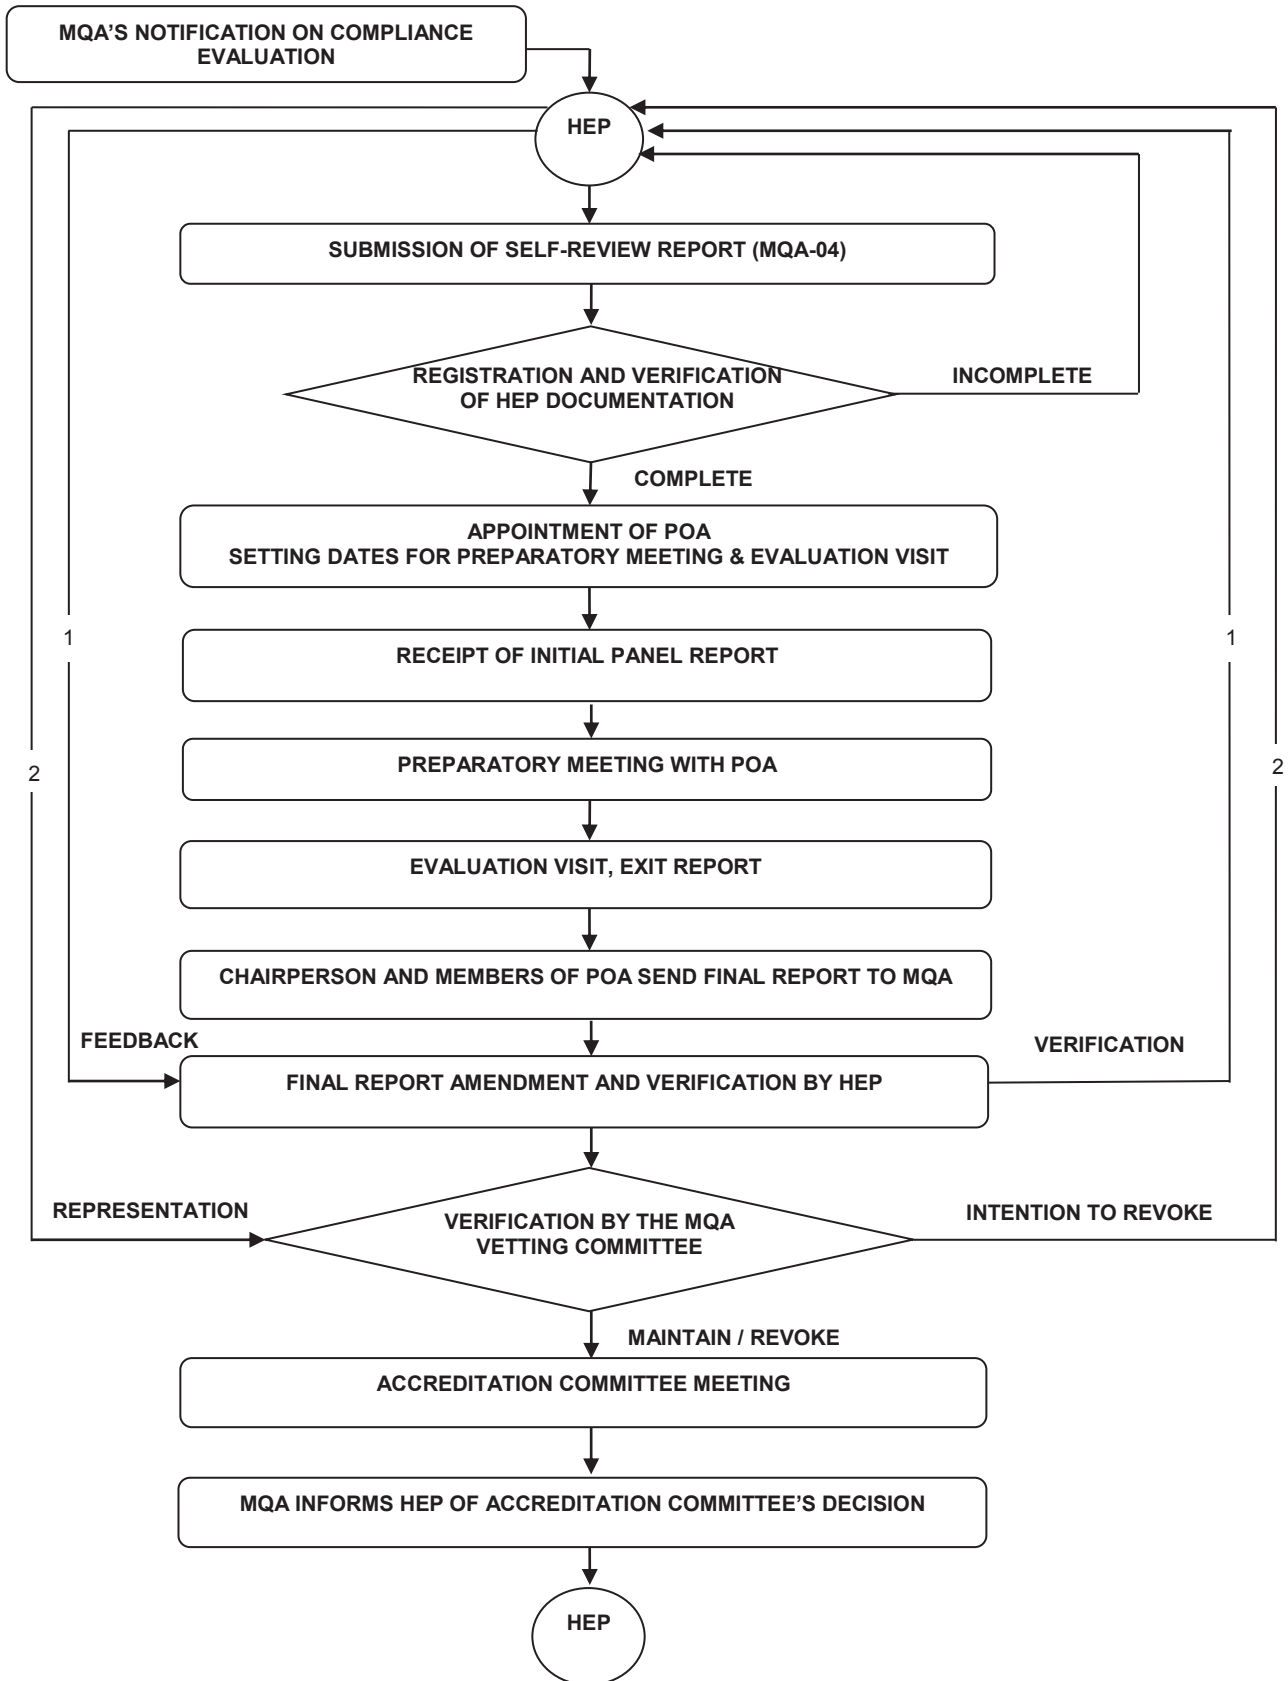 MQA'S NOTIFICATION ON COMPLIANCE
EVALUATION
HEP
SUBMISSION OF SELF-REVIEW REPORT (MQA-04)
REGISTRATION AND VERIFICATION
OF HEP DOCUMENTATION
INCOMPLETE
COMPLETE
APPOINTMENT OF POA
SETTING DATES FOR PREPARATORY MEETING & EVALUATION VISIT
1
RECEIPT OF INITIAL PANEL REPORT
1
2
PREPARATORY MEETING WITH POA
2
EVALUATION VISIT, EXIT REPORT
CHAIRPERSON AND MEMBERS OF POA SEND FINAL REPORT TO MQA
FEEDBACK
VERIFICATION
FINAL REPORT AMENDMENT AND VERIFICATION BY HEP
REPRESENTATION
VERIFICATION BY THE MQA
VETTING COMMITTEE
INTENTION TO REVOKE
MAINTAIN / REVOKE
ACCREDITATION COMMITTEE MEETING
MQA INFORMS HEP OF ACCREDITATION COMMITTEE'S DECISION
HEP